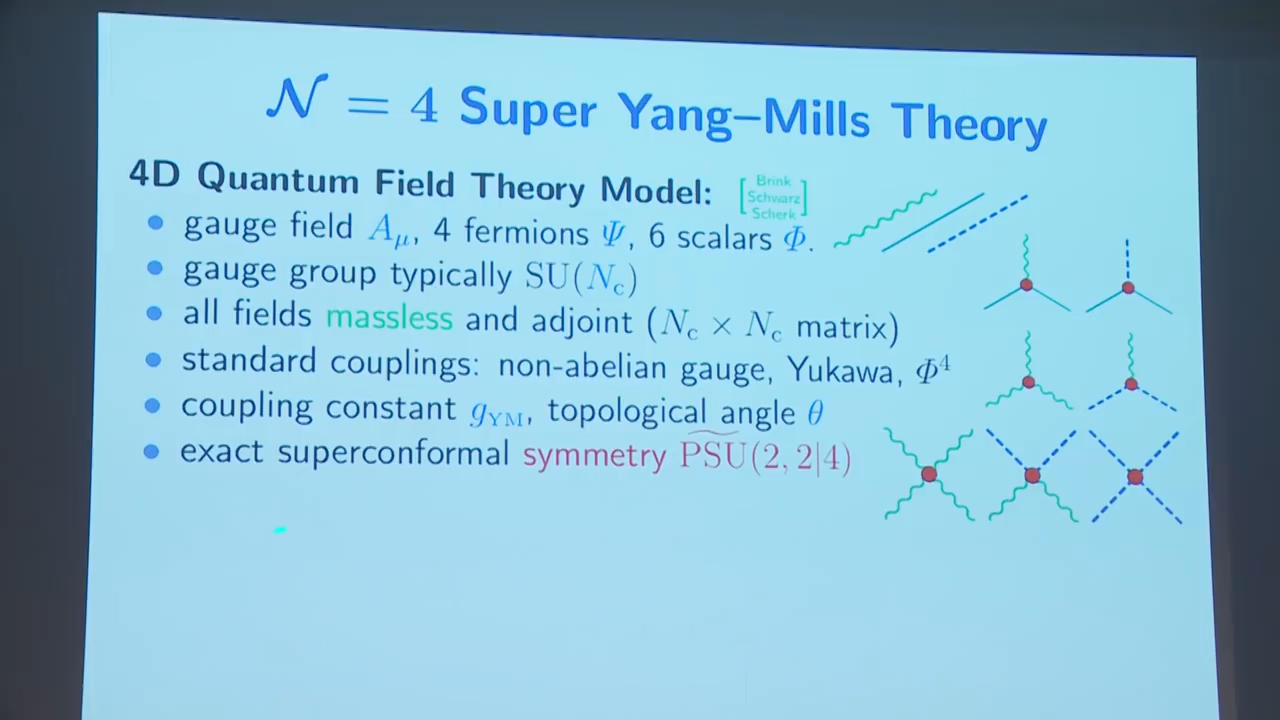 𝒩 = 4 Super Yang–Mills Theory
4D Quantum Field Theory Model: [Brink
Schwarz
Scherk]
• gauge field A_μ, 4 fermions Ψ, 6 scalars Φ.
• gauge group typically SU(N_c)
• all fields massless and adjoint (N_c × N_c matrix)
• standard couplings: non-abelian gauge, Yukawa, Φ⁴
• coupling constant g_YM, topological angle θ
• exact superconformal symmetry \widetilde{PSU}(2, 2|4)